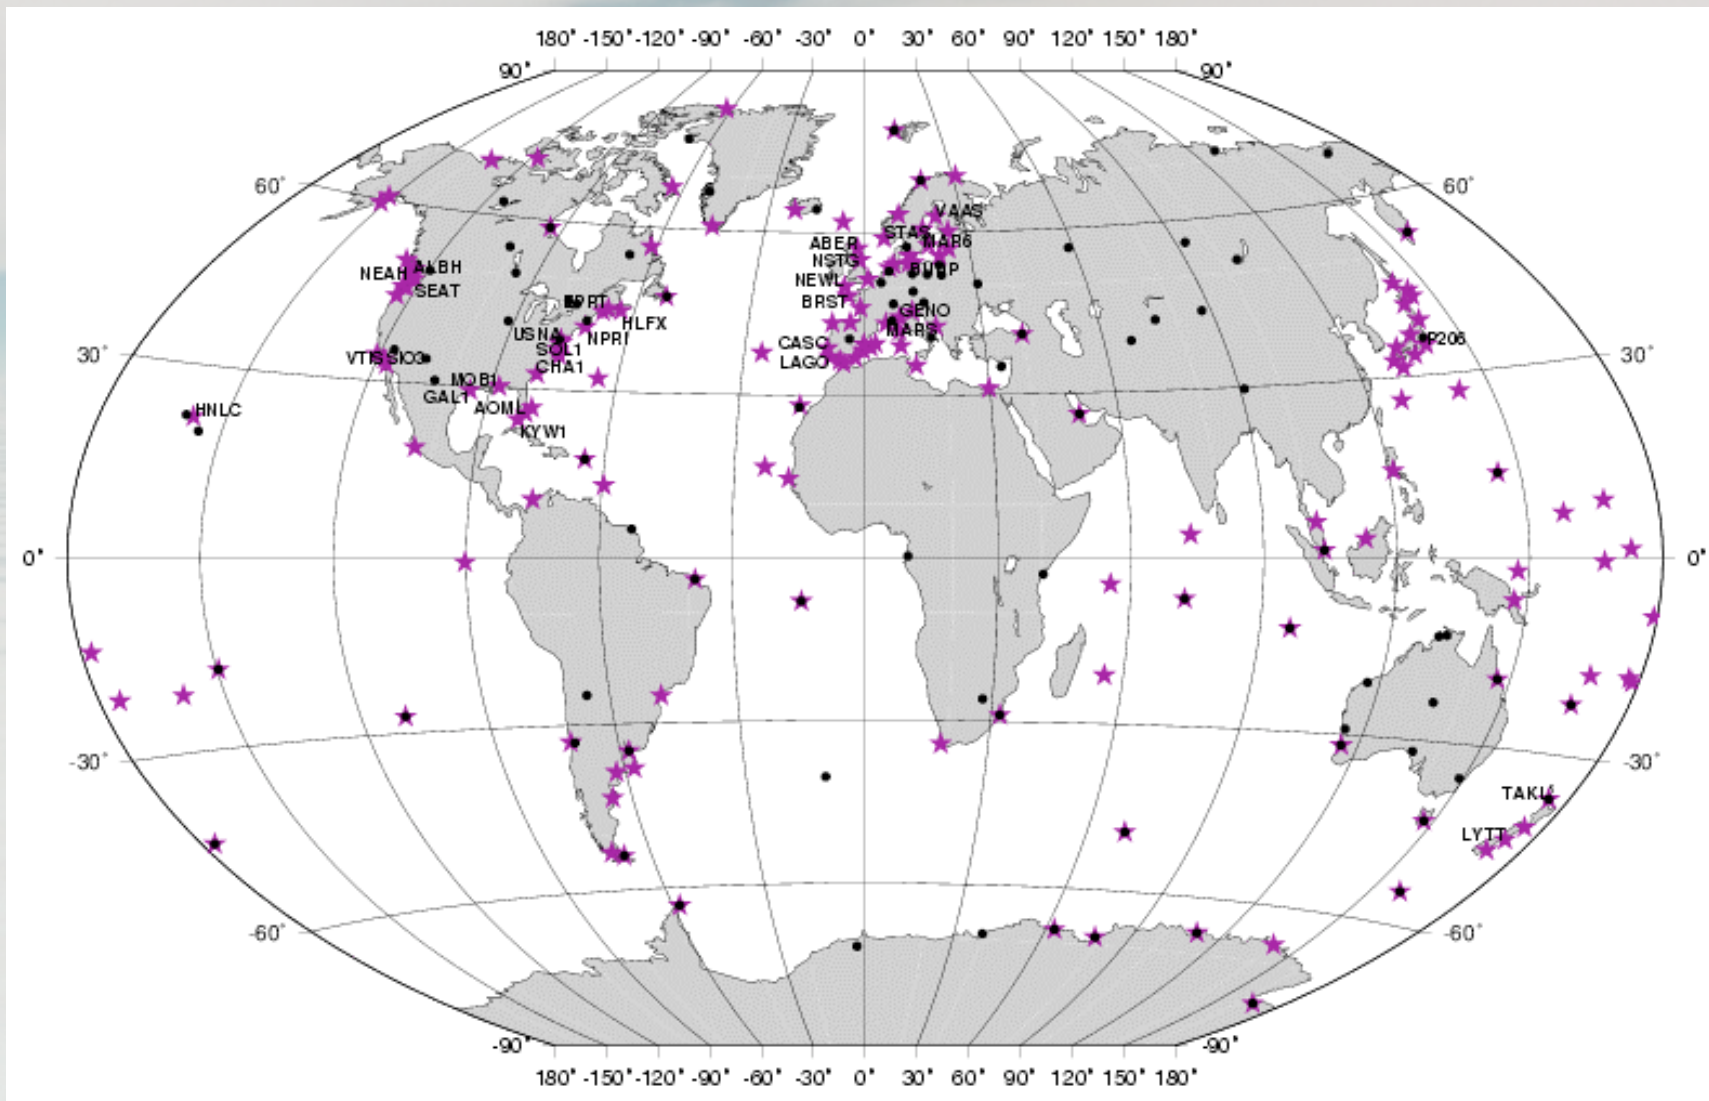 180° -150° -120° -90° -60° -30° 0° 30° 60° 90° 120° 150° 180°
90° 90°
60° 60°
VAAS
STAS
ABER MAR6
NSTG
NEAH ALBH
NEWL
SEAT
BRST
GENO
HLFX
MARS
USNA NPRI
P206
CASC
SOL1
30° 30°
LAGO
CHA1
MOB1
GAL1
AOML
HNLC
KYW1
0° 0°
-30° -30°
TAKL
LYTT
-60° -60°
-90° -90°
180° -150° -120° -90° -60° -30° 0° 30° 60° 90° 120° 150° 180°